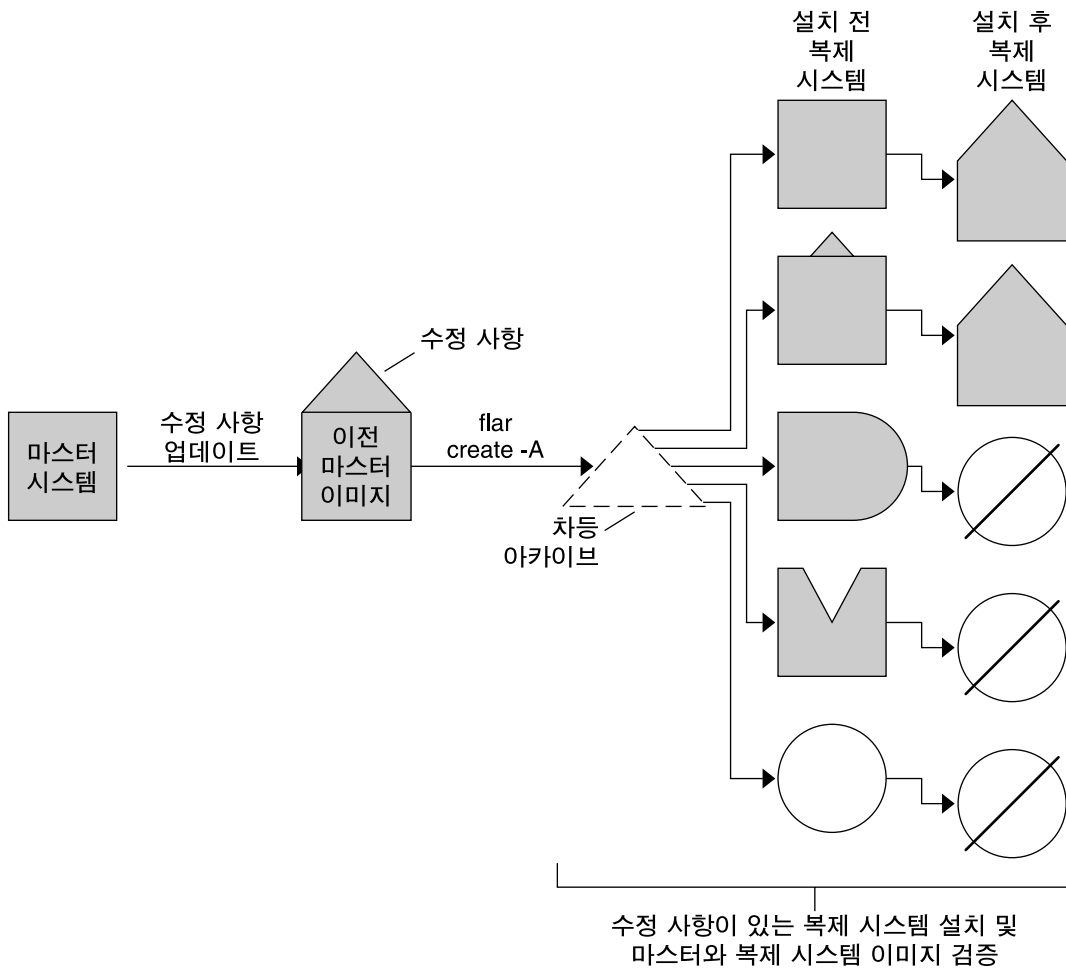 설치 전
복제
시스템
설치 후
복제
시스템
수정 사항
마스터
시스템
수정 사항
업데이트
이전
마스터
이미지
flar
create -A
차등
아카이브
수정 사항이 있는 복제 시스템 설치 및
마스터와 복제 시스템 이미지 검증